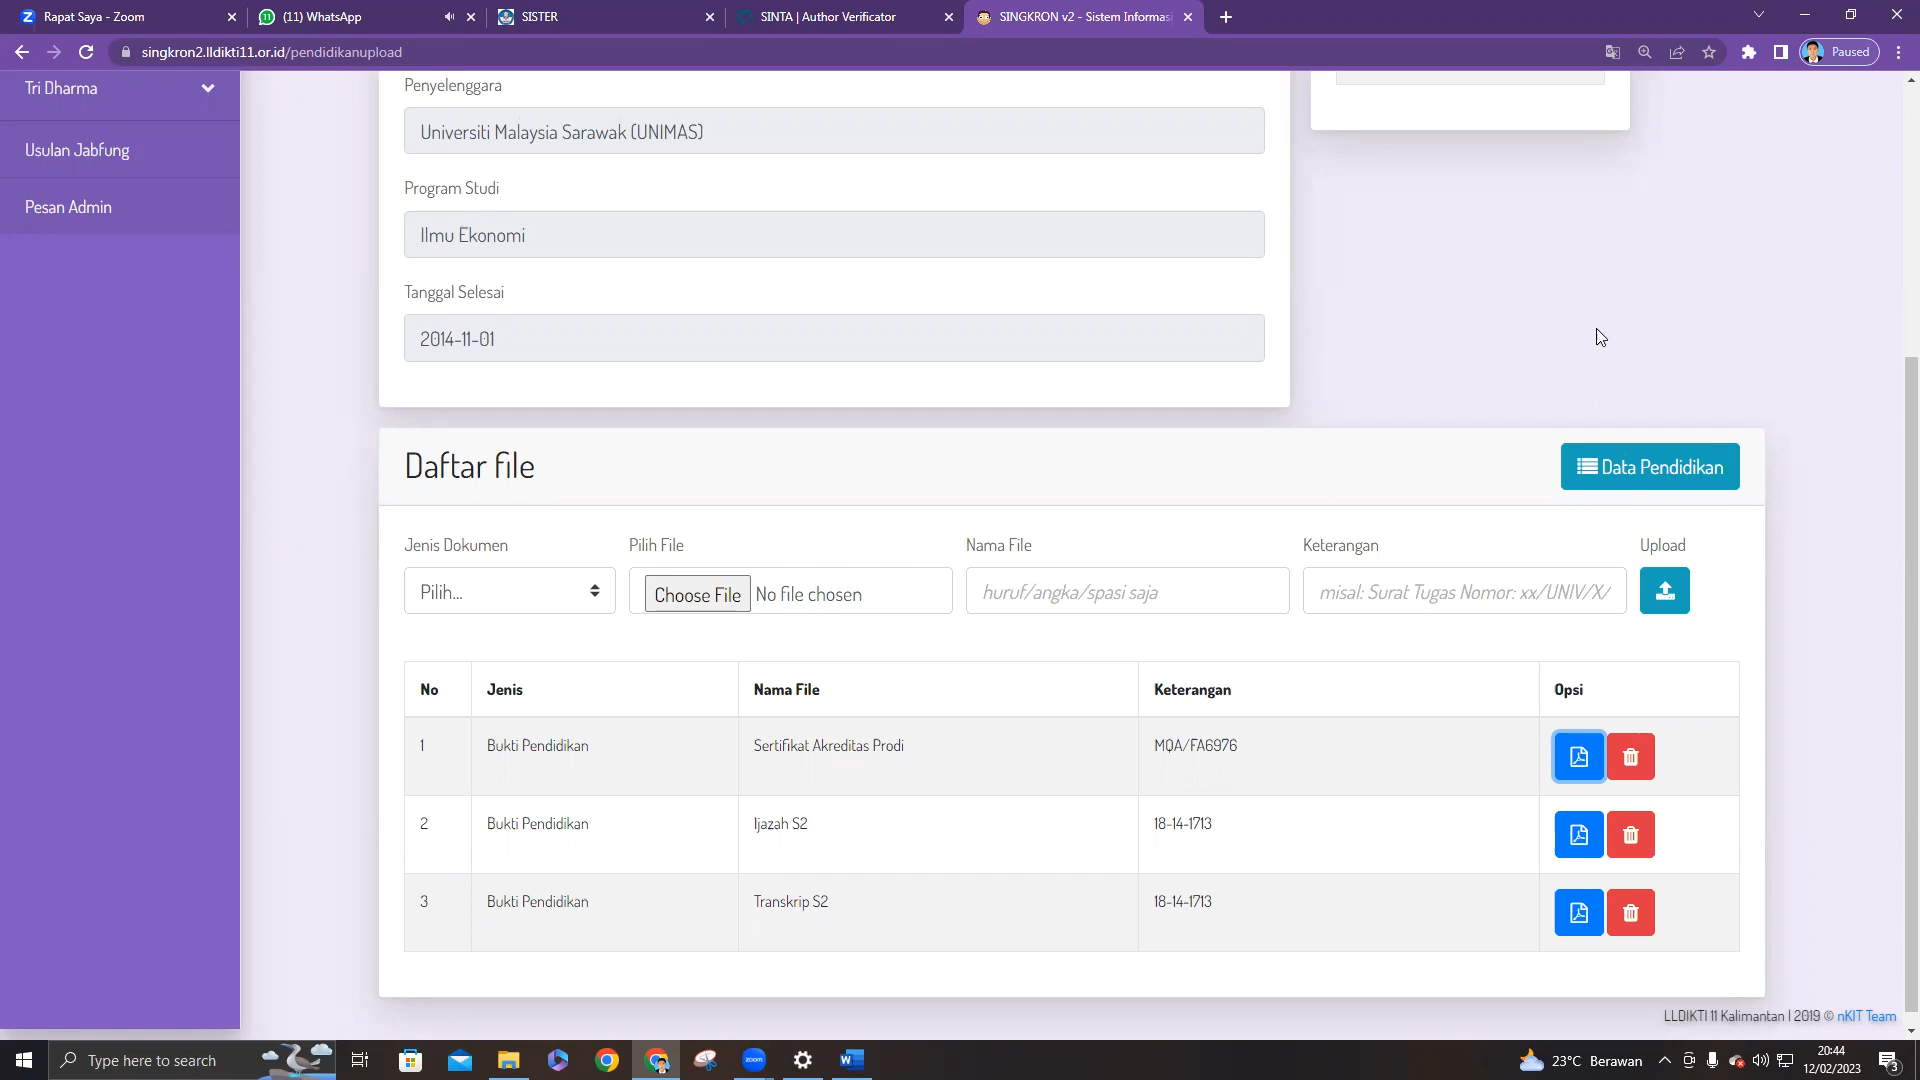 Rapat Saya - Zoom
(11) WhatsApp
SISTER
SINTA | Author Verificator
SINGKRON v2 - Sistem Informas
singkron2.lldikti11.or.id/pendidikanupload
Paused
Tri Dharma
Usulan Jabfung
Pesan Admin
Penyelenggara
Universiti Malaysia Sarawak (UNIMAS)
Program Studi
Ilmu Ekonomi
Tanggal Selesai
2014-11-01
Daftar file
Data Pendidikan
Jenis Dokumen Pilih File Nama File Keterangan Upload
Pilih... Choose File No file chosen huruf/angka/spasi saja misal: Surat Tugas Nomor: xx/UNIV/X/
No Jenis Nama File Keterangan Opsi
1 Bukti Pendidikan Sertifikat Akreditas Prodi MQA/FA6976
2 Bukti Pendidikan Ijazah S2 18-14-1713
3 Bukti Pendidikan Transkrip S2 18-14-1713
LLDIKTI 11 Kalimantan | 2019 © nKIT Team
Type here to search
zoom
23°C Berawan
20:44
12/02/2023
3